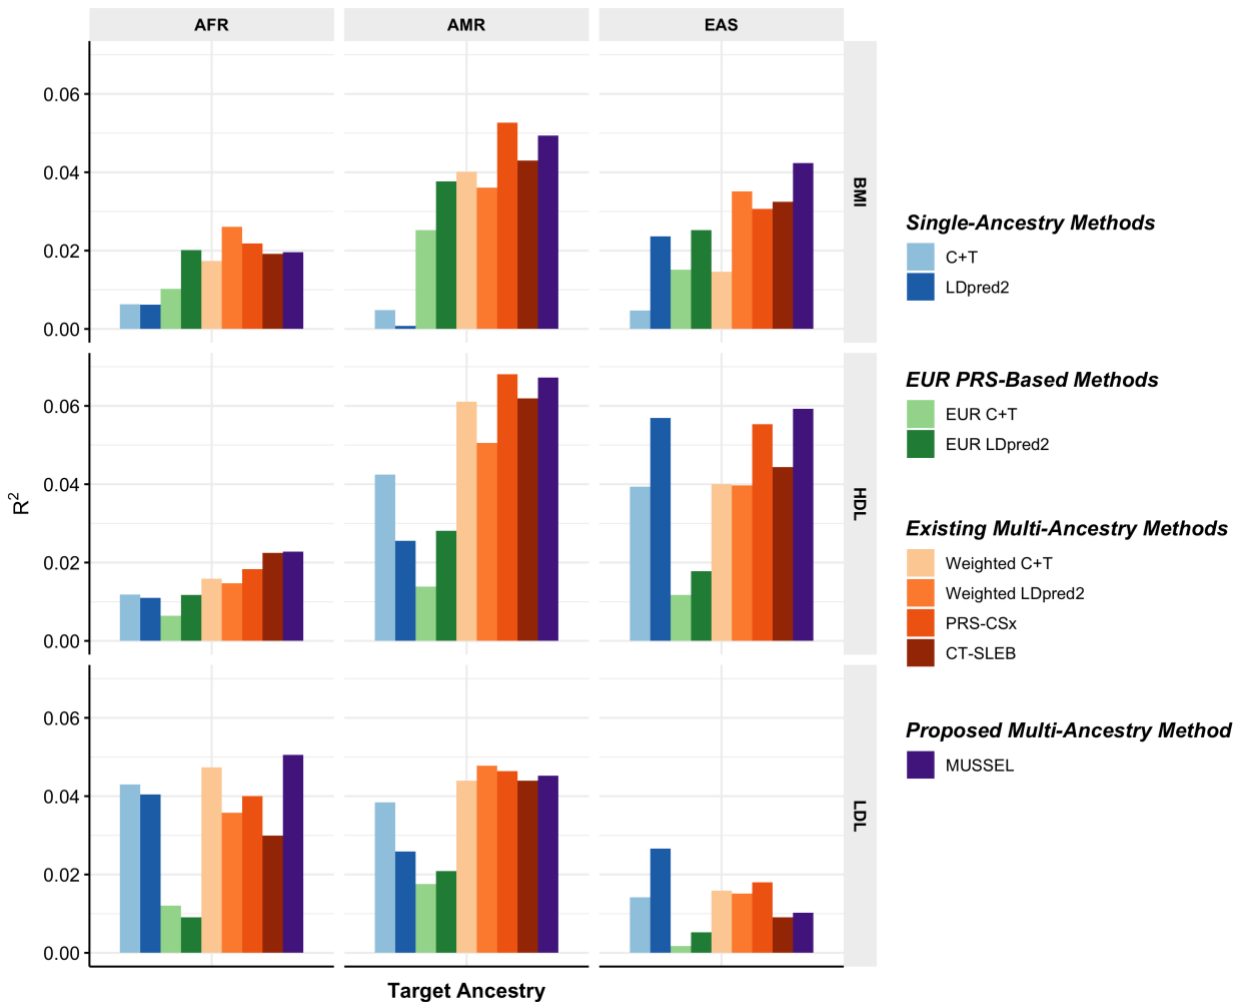 AFR AMR EAS
0.06
0.04
0.02
0.00
BMI
0.06
0.04
0.02
0.00
HDL
0.06
0.04
0.02
0.00
LDL
R²
Target Ancestry
Single-Ancestry Methods
C+T
LDpred2
EUR PRS-Based Methods
EUR C+T
EUR LDpred2
Existing Multi-Ancestry Methods
Weighted C+T
Weighted LDpred2
PRS-CSx
CT-SLEB
Proposed Multi-Ancestry Method
MUSSEL